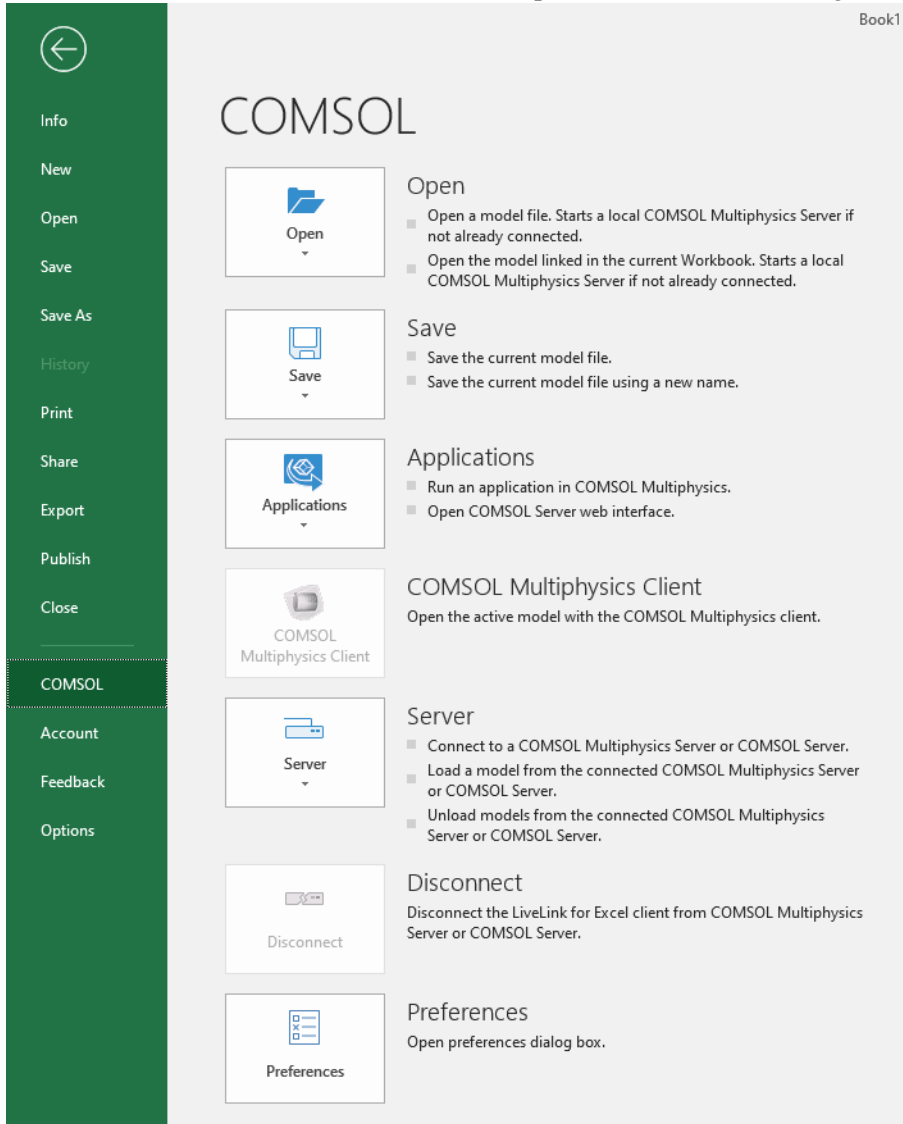 Book1
Info
New
Open
Save
Save As
History
Print
Share
Export
Publish
Close
COMSOL
Account
Feedback
Options
COMSOL
Open
Open
Open a model file. Starts a local COMSOL Multiphysics Server if
not already connected.
Open the model linked in the current Workbook. Starts a local
COMSOL Multiphysics Server if not already connected.
Save
Save
Save the current model file.
Save the current model file using a new name.
Applications
Applications
Run an application in COMSOL Multiphysics.
Open COMSOL Server web interface.
COMSOL
Multiphysics Client
COMSOL Multiphysics Client
Open the active model with the COMSOL Multiphysics client.
Server
Server
Connect to a COMSOL Multiphysics Server or COMSOL Server.
Load a model from the connected COMSOL Multiphysics Server
or COMSOL Server.
Unload models from the connected COMSOL Multiphysics
Server or COMSOL Server.
Disconnect
Disconnect
Disconnect the LiveLink for Excel client from COMSOL Multiphysics
Server or COMSOL Server.
Preferences
Preferences
Open preferences dialog box.